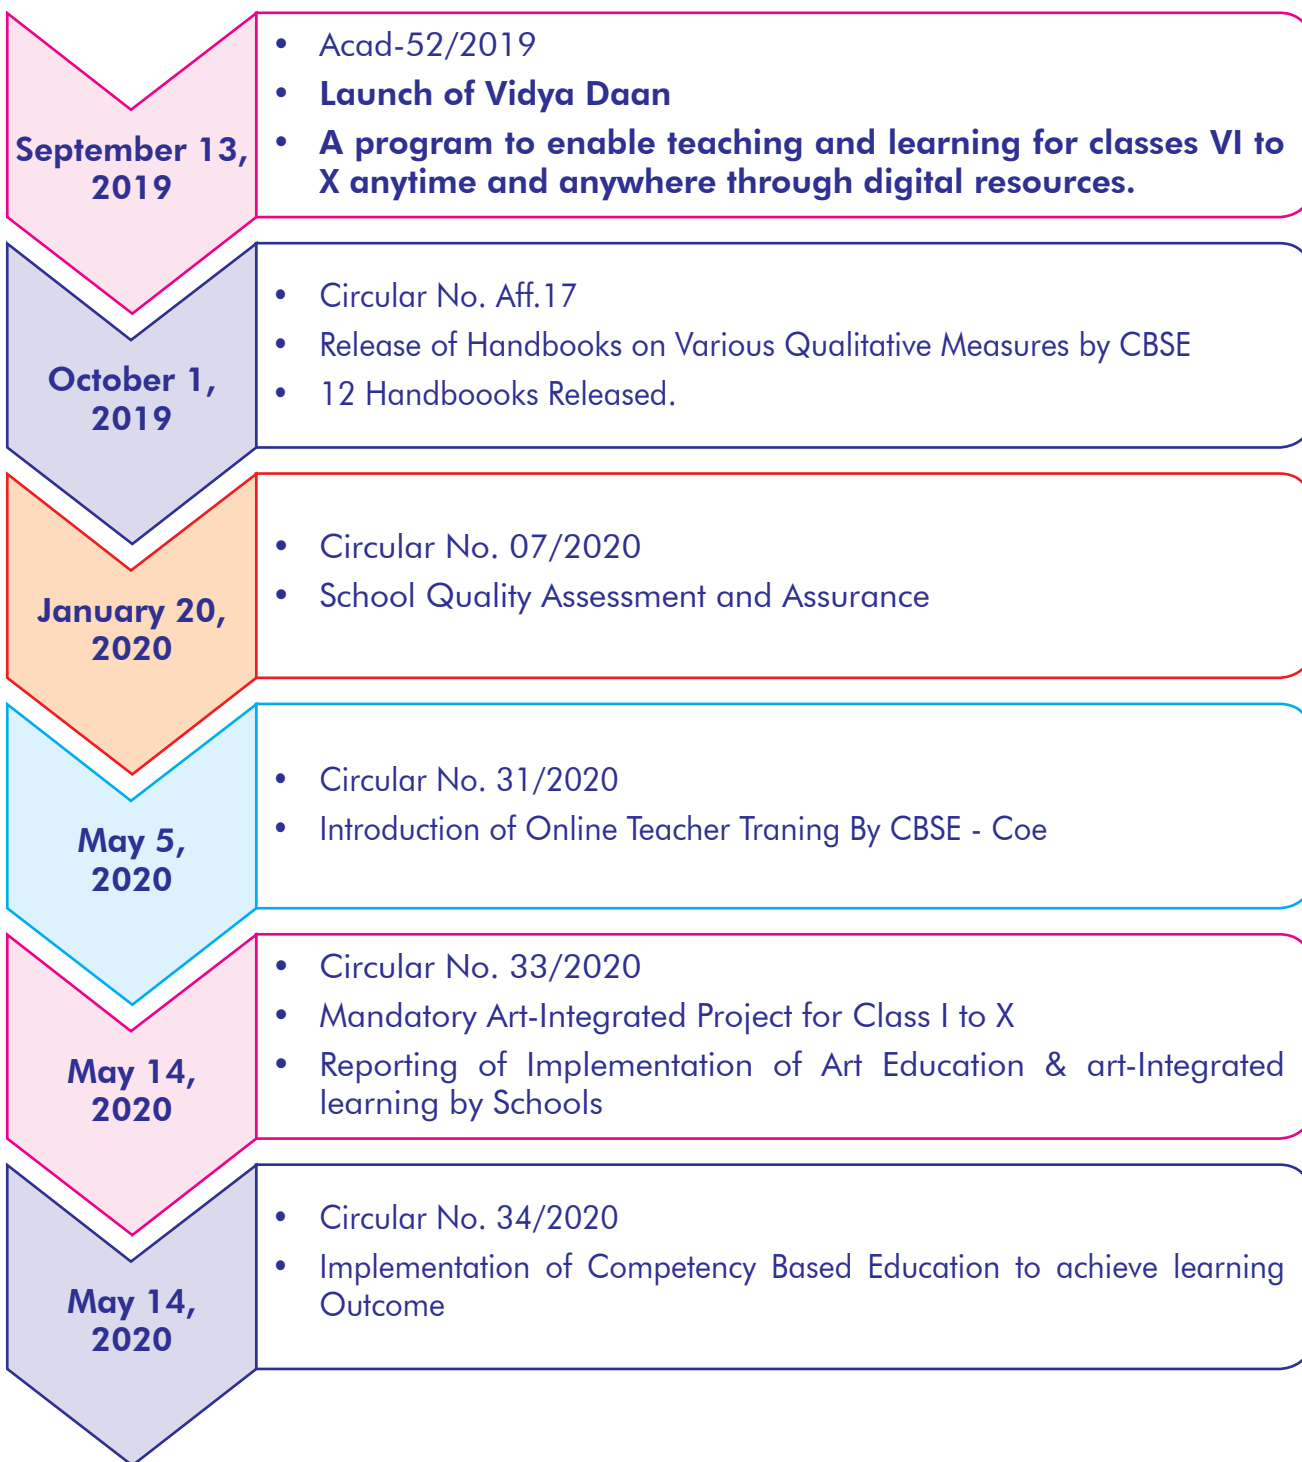 September 13,
2019
• Acad-52/2019
• Launch of Vidya Daan
• A program to enable teaching and learning for classes VI to
X anytime and anywhere through digital resources.
October 1,
2019
• Circular No. Aff.17
• Release of Handbooks on Various Qualitative Measures by CBSE
• 12 Handboooks Released.
January 20,
2020
• Circular No. 07/2020
• School Quality Assessment and Assurance
May 5,
2020
• Circular No. 31/2020
• Introduction of Online Teacher Traning By CBSE - Coe
May 14,
2020
• Circular No. 33/2020
• Mandatory Art-Integrated Project for Class I to X
• Reporting of Implementation of Art Education & art-Integrated
learning by Schools
May 14,
2020
• Circular No. 34/2020
• Implementation of Competency Based Education to achieve learning
Outcome